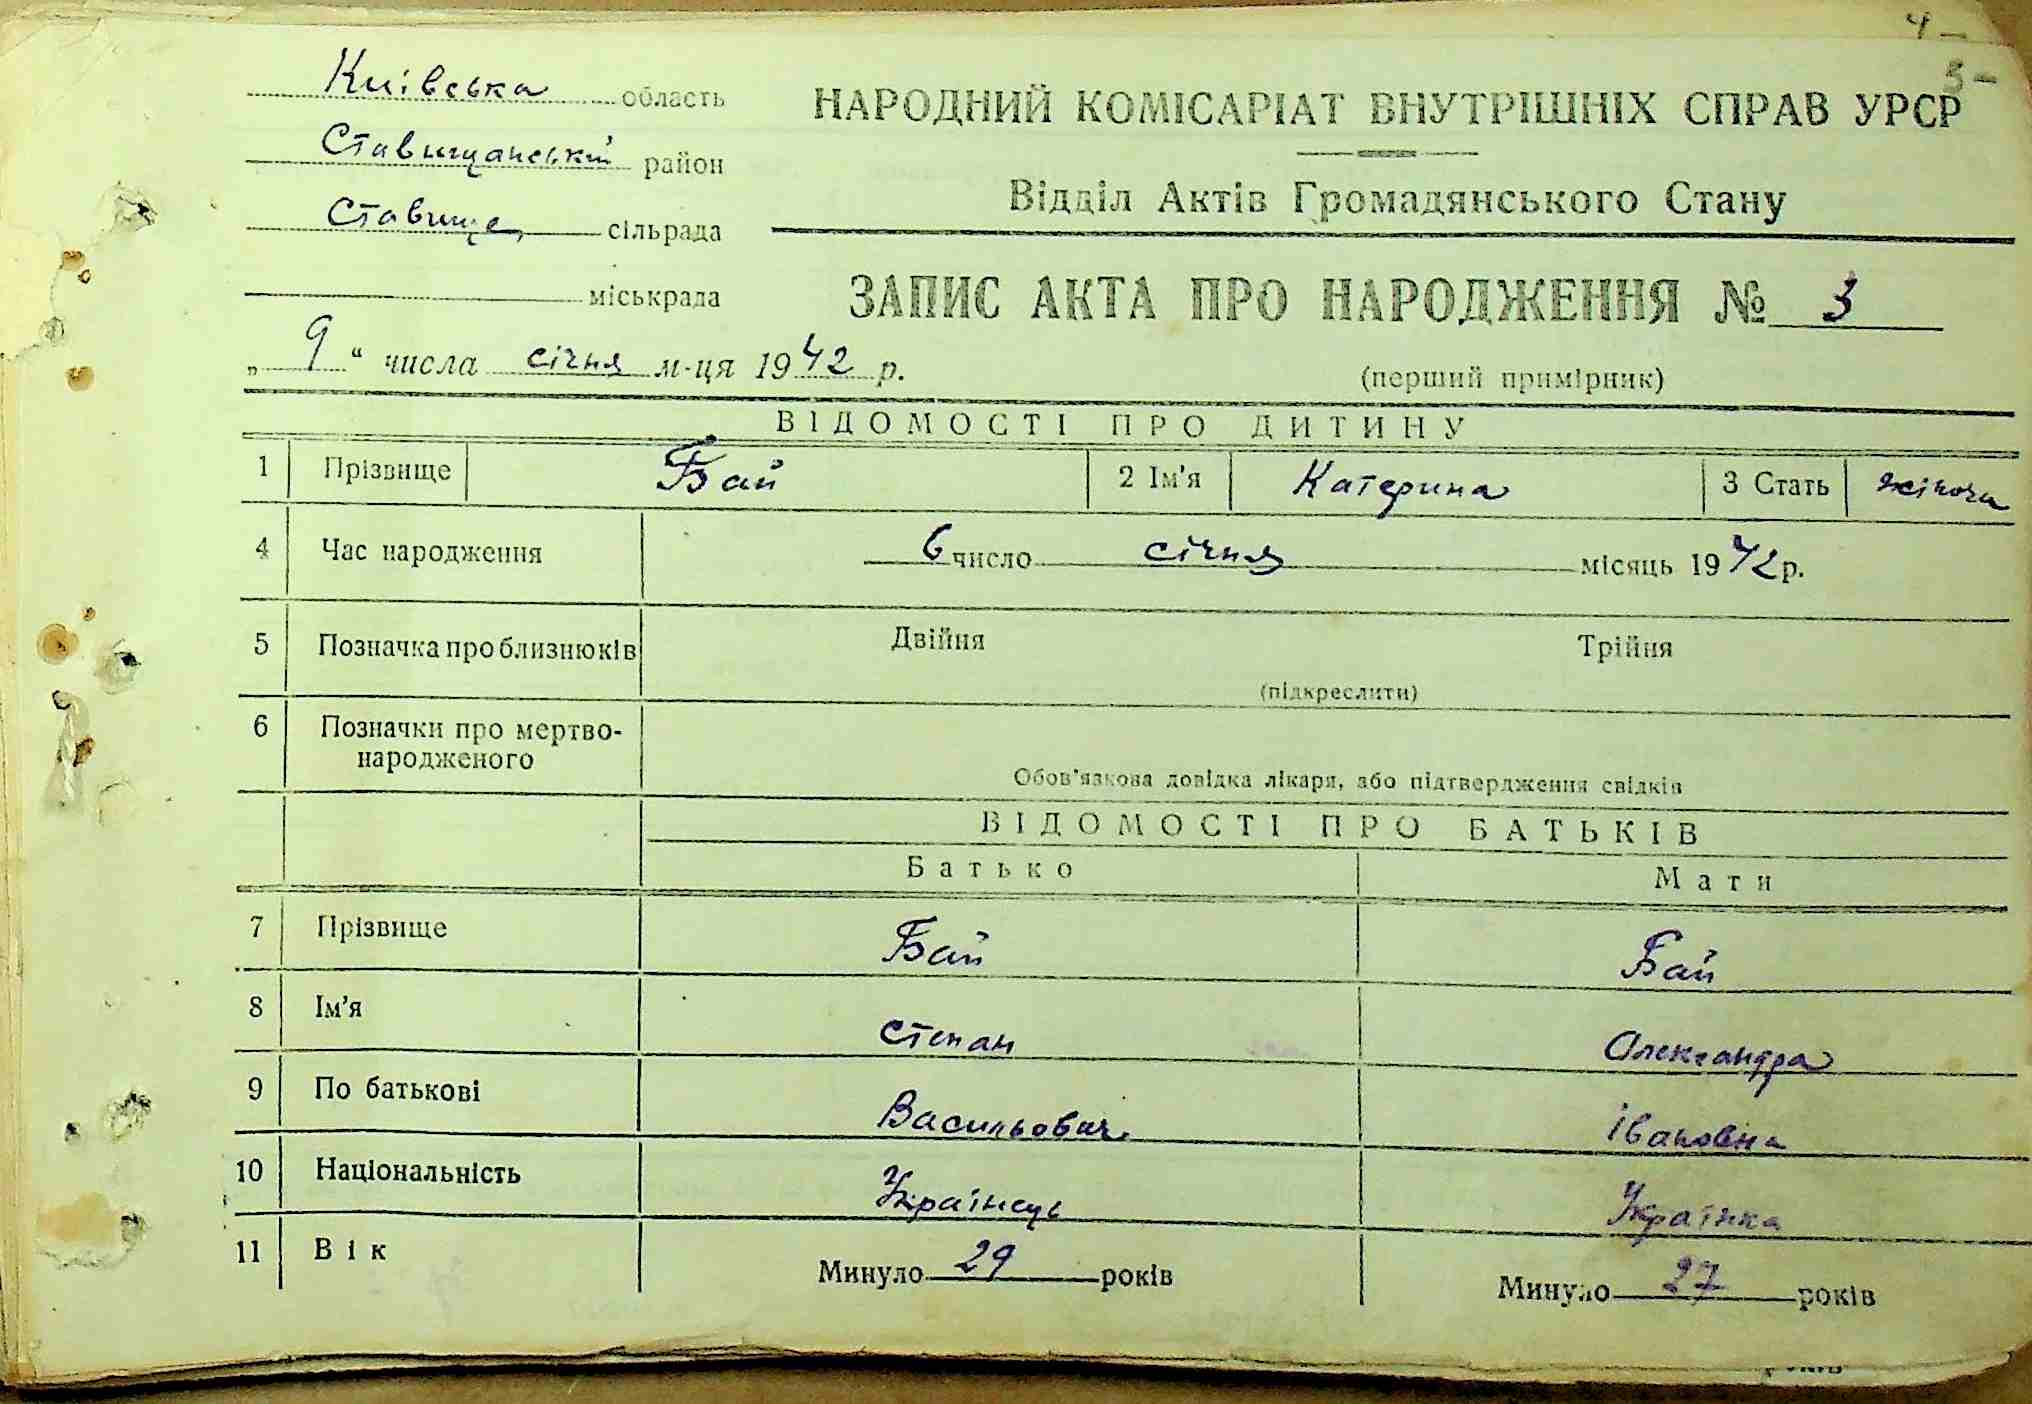 4 –
3 –
Київська область
Ставищанський район
Ставище, сільрада
міськрада
НАРОДНИЙ КОМІСАРІАТ ВНУТРІШНІХ СПРАВ УРСР
Відділ Актів Громадянського Стану
ЗАПИС АКТА ПРО НАРОДЖЕННЯ № 3
„ 9 “ числа січня м-ця 1942 р.
(перший примірник)
ВІДОМОСТІ ПРО ДИТИНУ
1 Прізвище Бай 2 Ім'я Катерина 3 Стать жіноча
4 Час народження 6 число січня місяць 1942 р.
5 Позначка про близнюків Двійня Трійня
(підкреслити)
6 Позначки про мертво-
народженого
Обов'язкова довідка лікаря, або підтвердження свідків
ВІДОМОСТІ ПРО БАТЬКІВ
Батько Мати
7 Прізвище Бай Бай
8 Ім'я Степан Олександра
9 По батькові Васильович Івановна
10 Національність Українець Українка
11 Вік Минуло 29 років Минуло 27 років